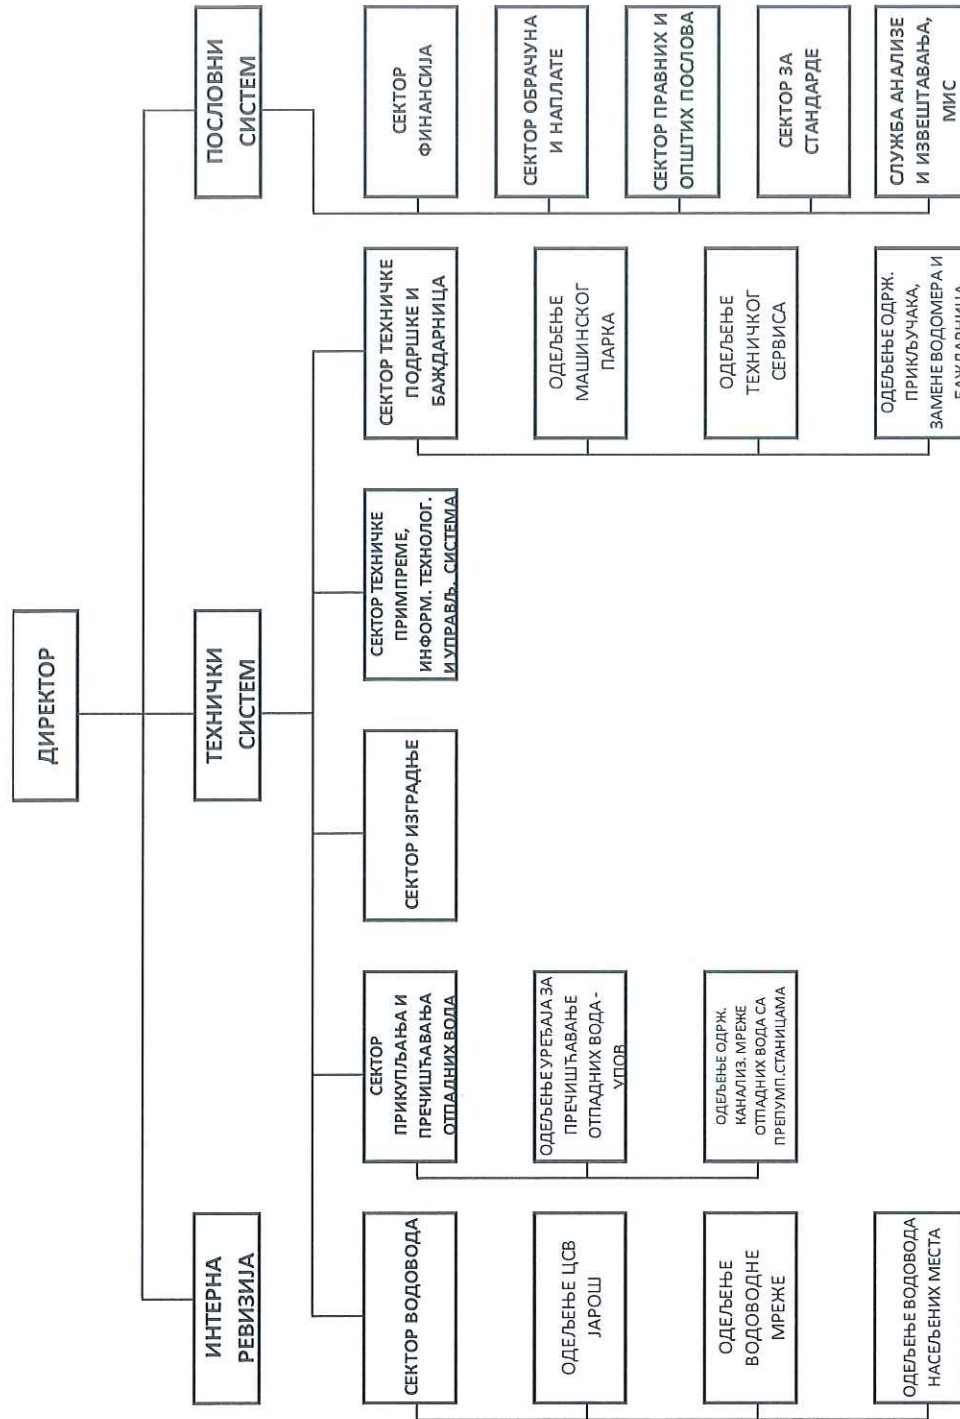 ДИРЕКТОР
ИНТЕРНА
РЕВИЗИЈА
ТЕХНИЧКИ
СИСТЕМ
ПОСЛОВНИ
СИСТЕМ
СЕКТОР ВОДОВОДА
ОДЕЉЕЊЕ ЦСВ
ЈАРОШ
ОДЕЉЕЊЕ
ВОДОВОДНЕ
МРЕЖЕ
ОДЕЉЕЊЕ ВОДОВОДА
НАСЕЉЕНИХ МЕСТА
СЕКТОР
ПРИКУПЉАЊА И
ПРЕЧИШЋАВАЊА
ОТПАДНИХ ВОДА
ОДЕЉЕЊЕ УРЕЂАЈА ЗА
ПРЕЧИШЋАВАЊЕ
ОТПАДНИХ ВОДА -
УПОВ
ОДЕЉЕЊЕ ОДРЖ.
КАНАЛИЗ. МРЕЖЕ
ОТПАДНИХ ВОДА СА
ПРЕПУМП.СТАНИЦАМА
СЕКТОР ИЗГРАДЊЕ
СЕКТОР ТЕХНИЧКЕ
ПРИМПРЕМЕ,
ИНФОРМ. ТЕХНОЛОГ.
И УПРАВЉ. СИСТЕМА
СЕКТОР ТЕХНИЧКЕ
ПОДРШКЕ И
БАЖДАРНИЦА
ОДЕЉЕЊЕ
МАШИНСКОГ
ПАРКА
ОДЕЉЕЊЕ
ТЕХНИЧКОГ
СЕРВИСА
ОДЕЉЕЊЕ ОДРЖ.
ПРИКЉУЧАКА,
ЗАМЕНЕ ВОДОМЕРА И
БАЖДАРНИЦА
СЕКТОР
ФИНАНСИЈА
СЕКТОР ОБРАЧУНА
И НАПЛАТЕ
СЕКТОР ПРАВНИХ И
ОПШТИХ ПОСЛОВА
СЕКТОР ЗА
СТАНДАРДЕ
СЛУЖБА АНАЛИЗЕ
И ИЗВЕШТАВАЊА,
МИС